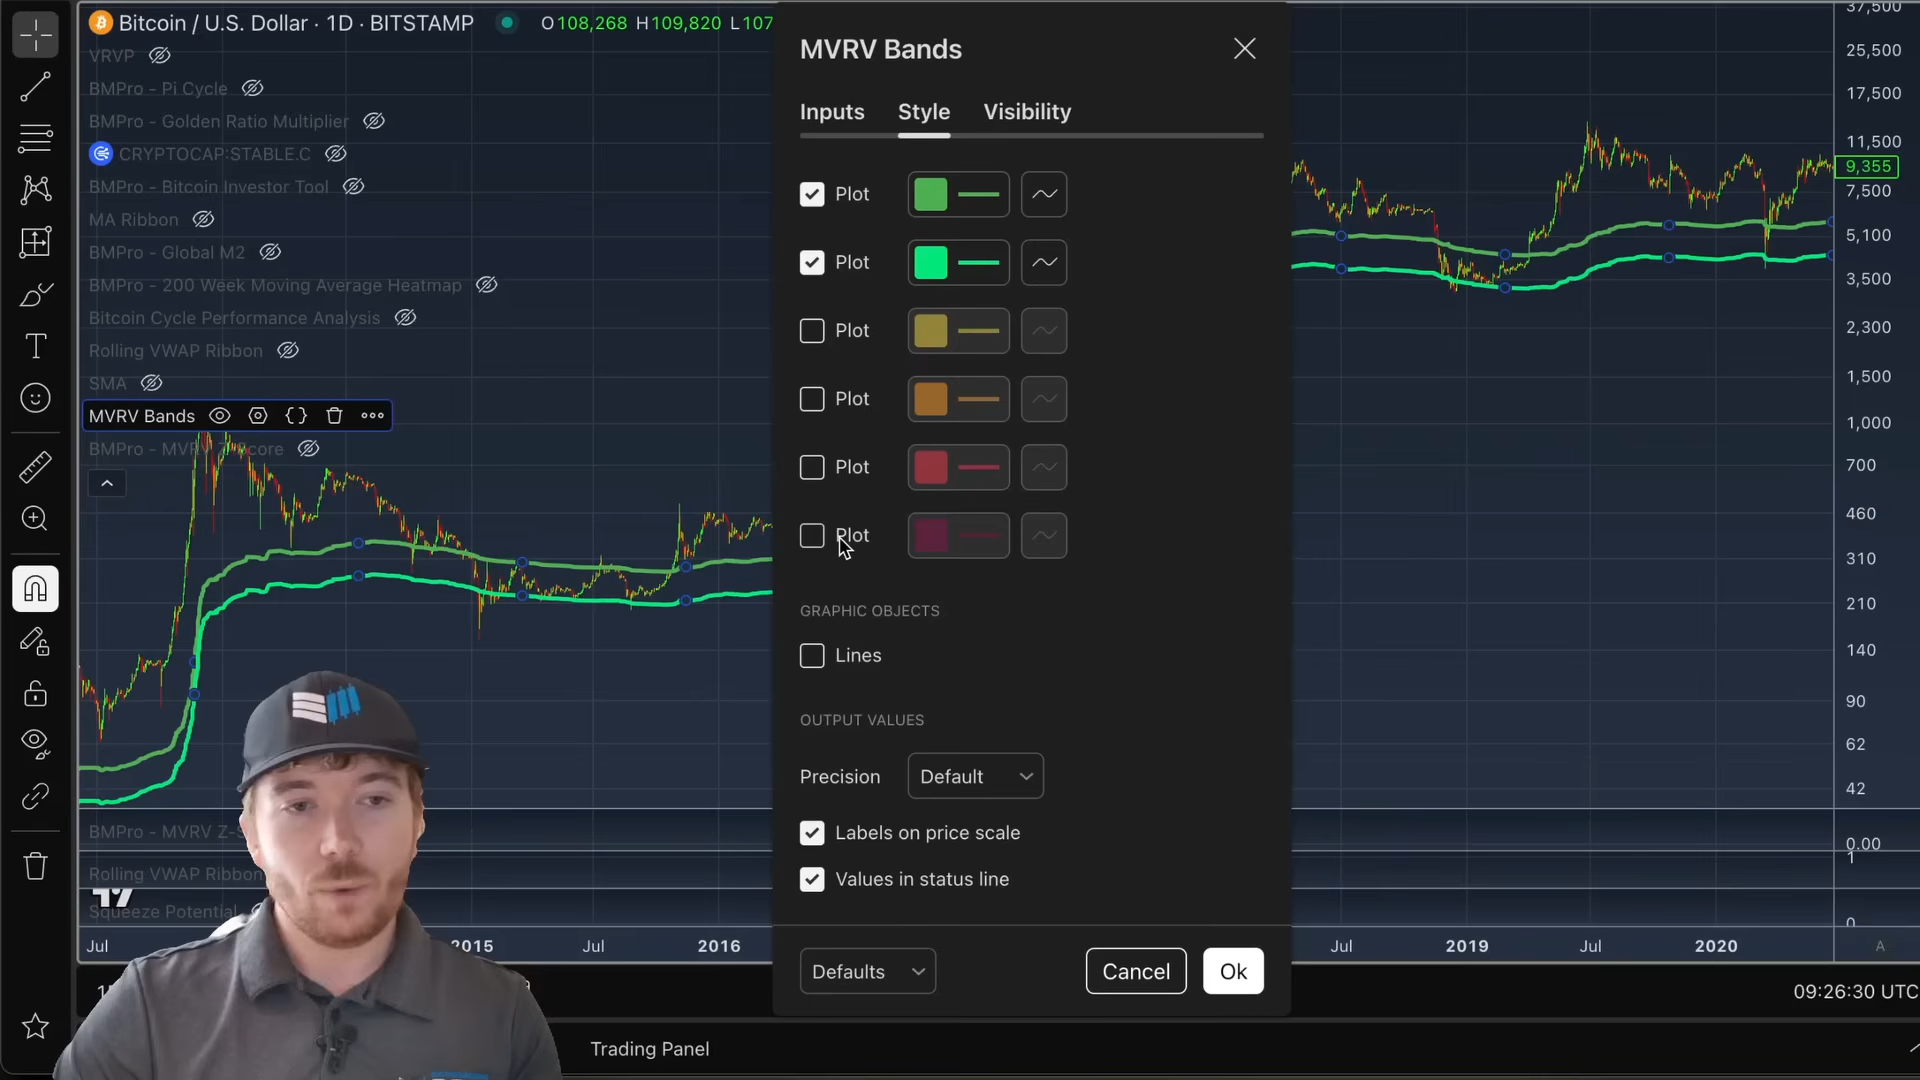 Bitcoin / U.S. Dollar · 1D · BITSTAMP O108,268 H109,820 L107
VRVP
BMPro - Pi Cycle
BMPro - Golden Ratio Multiplier
CRYPTOCAP:STABLE.C
BMPro - Bitcoin Investor Tool
MA Ribbon
BMPro - Global M2
BMPro - 200 Week Moving Average Heatmap
Bitcoin Cycle Performance Analysis
Rolling VWAP Ribbon
SMA
MVRV Bands
BMPro - MVRV Z-Score
BMPro - MVRV Z-S
Rolling VWAP Ribbon
Squeeze Potential
MVRV Bands
Inputs Style Visibility
Plot
Plot
Plot
Plot
Plot
Plot
GRAPHIC OBJECTS
Lines
OUTPUT VALUES
Precision Default
Labels on price scale
Values in status line
Defaults Cancel Ok
37,500
25,500
17,500
11,500
9,355
7,500
5,100
3,500
2,300
1,500
1,000
700
460
310
210
140
90
62
42
0.00
1
0
Jul 2015 Jul 2016 Jul 2019 Jul 2020 A
09:26:30 UTC
Trading Panel